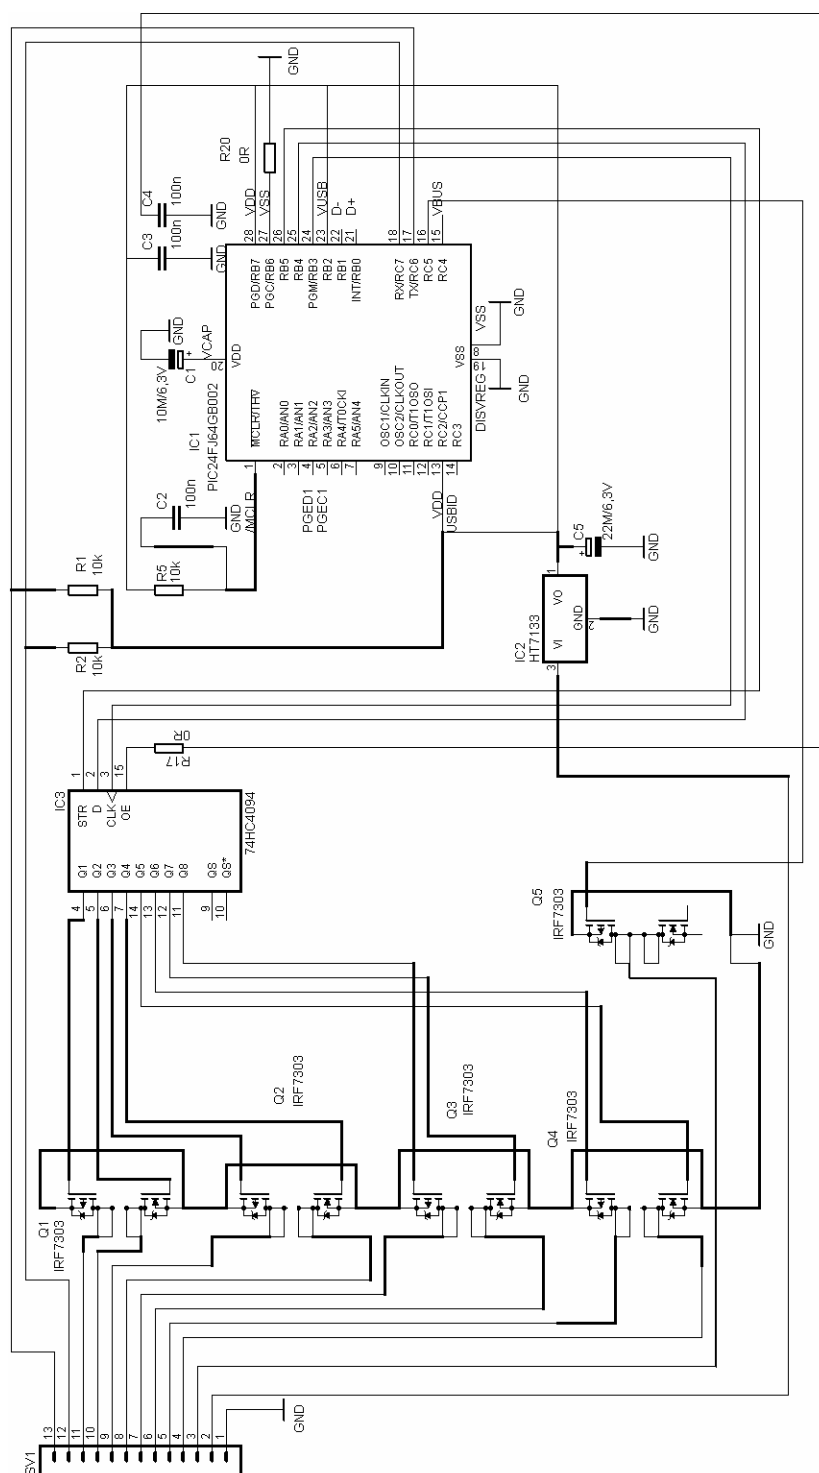 GND
R20
0R
C4
100n
GND
C3
100n
GND
VDD
VSS
VUSB
D-
D+
VBUS
28
27
26
25
24
23
22
21
18
17
16
15
PGD/RB7
PGC/RB6
RB5
RB4
PGM/RB3
RB2
RB1
INT/RB0
RX/RC7
TX/RC6
RC5
RC4
GND
C1
+
10M/6,3V
VCAP
20
VDD
VSS
8
19
VSS
GND
GND
DISVREG
IC1
PIC24FJ64GB002
MCLR/THV
RA0/AN0
RA1/AN1
RA2/AN2
RA3/AN3
RA4/T0CKI
RA5/AN4
OSC1/CLKIN
OSC2/CLKOUT
RC0/T1OSO
RC1/T1OSI
RC2/CCP1
RC3
1
2
3
4
5
6
7
9
10
11
12
13
14
/MCLR
PGED1
PGEC1
VDD
USBID
C2
100n
GND
R1
10k
R5
10k
R2
10k
C5
+
22M/6,3V
GND
IC2
HT7133
VO
GND
VI
1
2
3
GND
R17
0R
IC3
74HC4094
1
2
3
15
STR
D
CLK
OE
Q1
Q2
Q3
Q4
Q5
Q6
Q7
Q8
QS
QS*
4
5
6
7
14
13
12
11
9
10
Q5
IRF7303
GND
Q2
IRF7303
Q3
IRF7303
Q4
IRF7303
Q1
IRF7303
GND
13
12
11
10
9
8
7
6
5
4
3
2
1
SV1